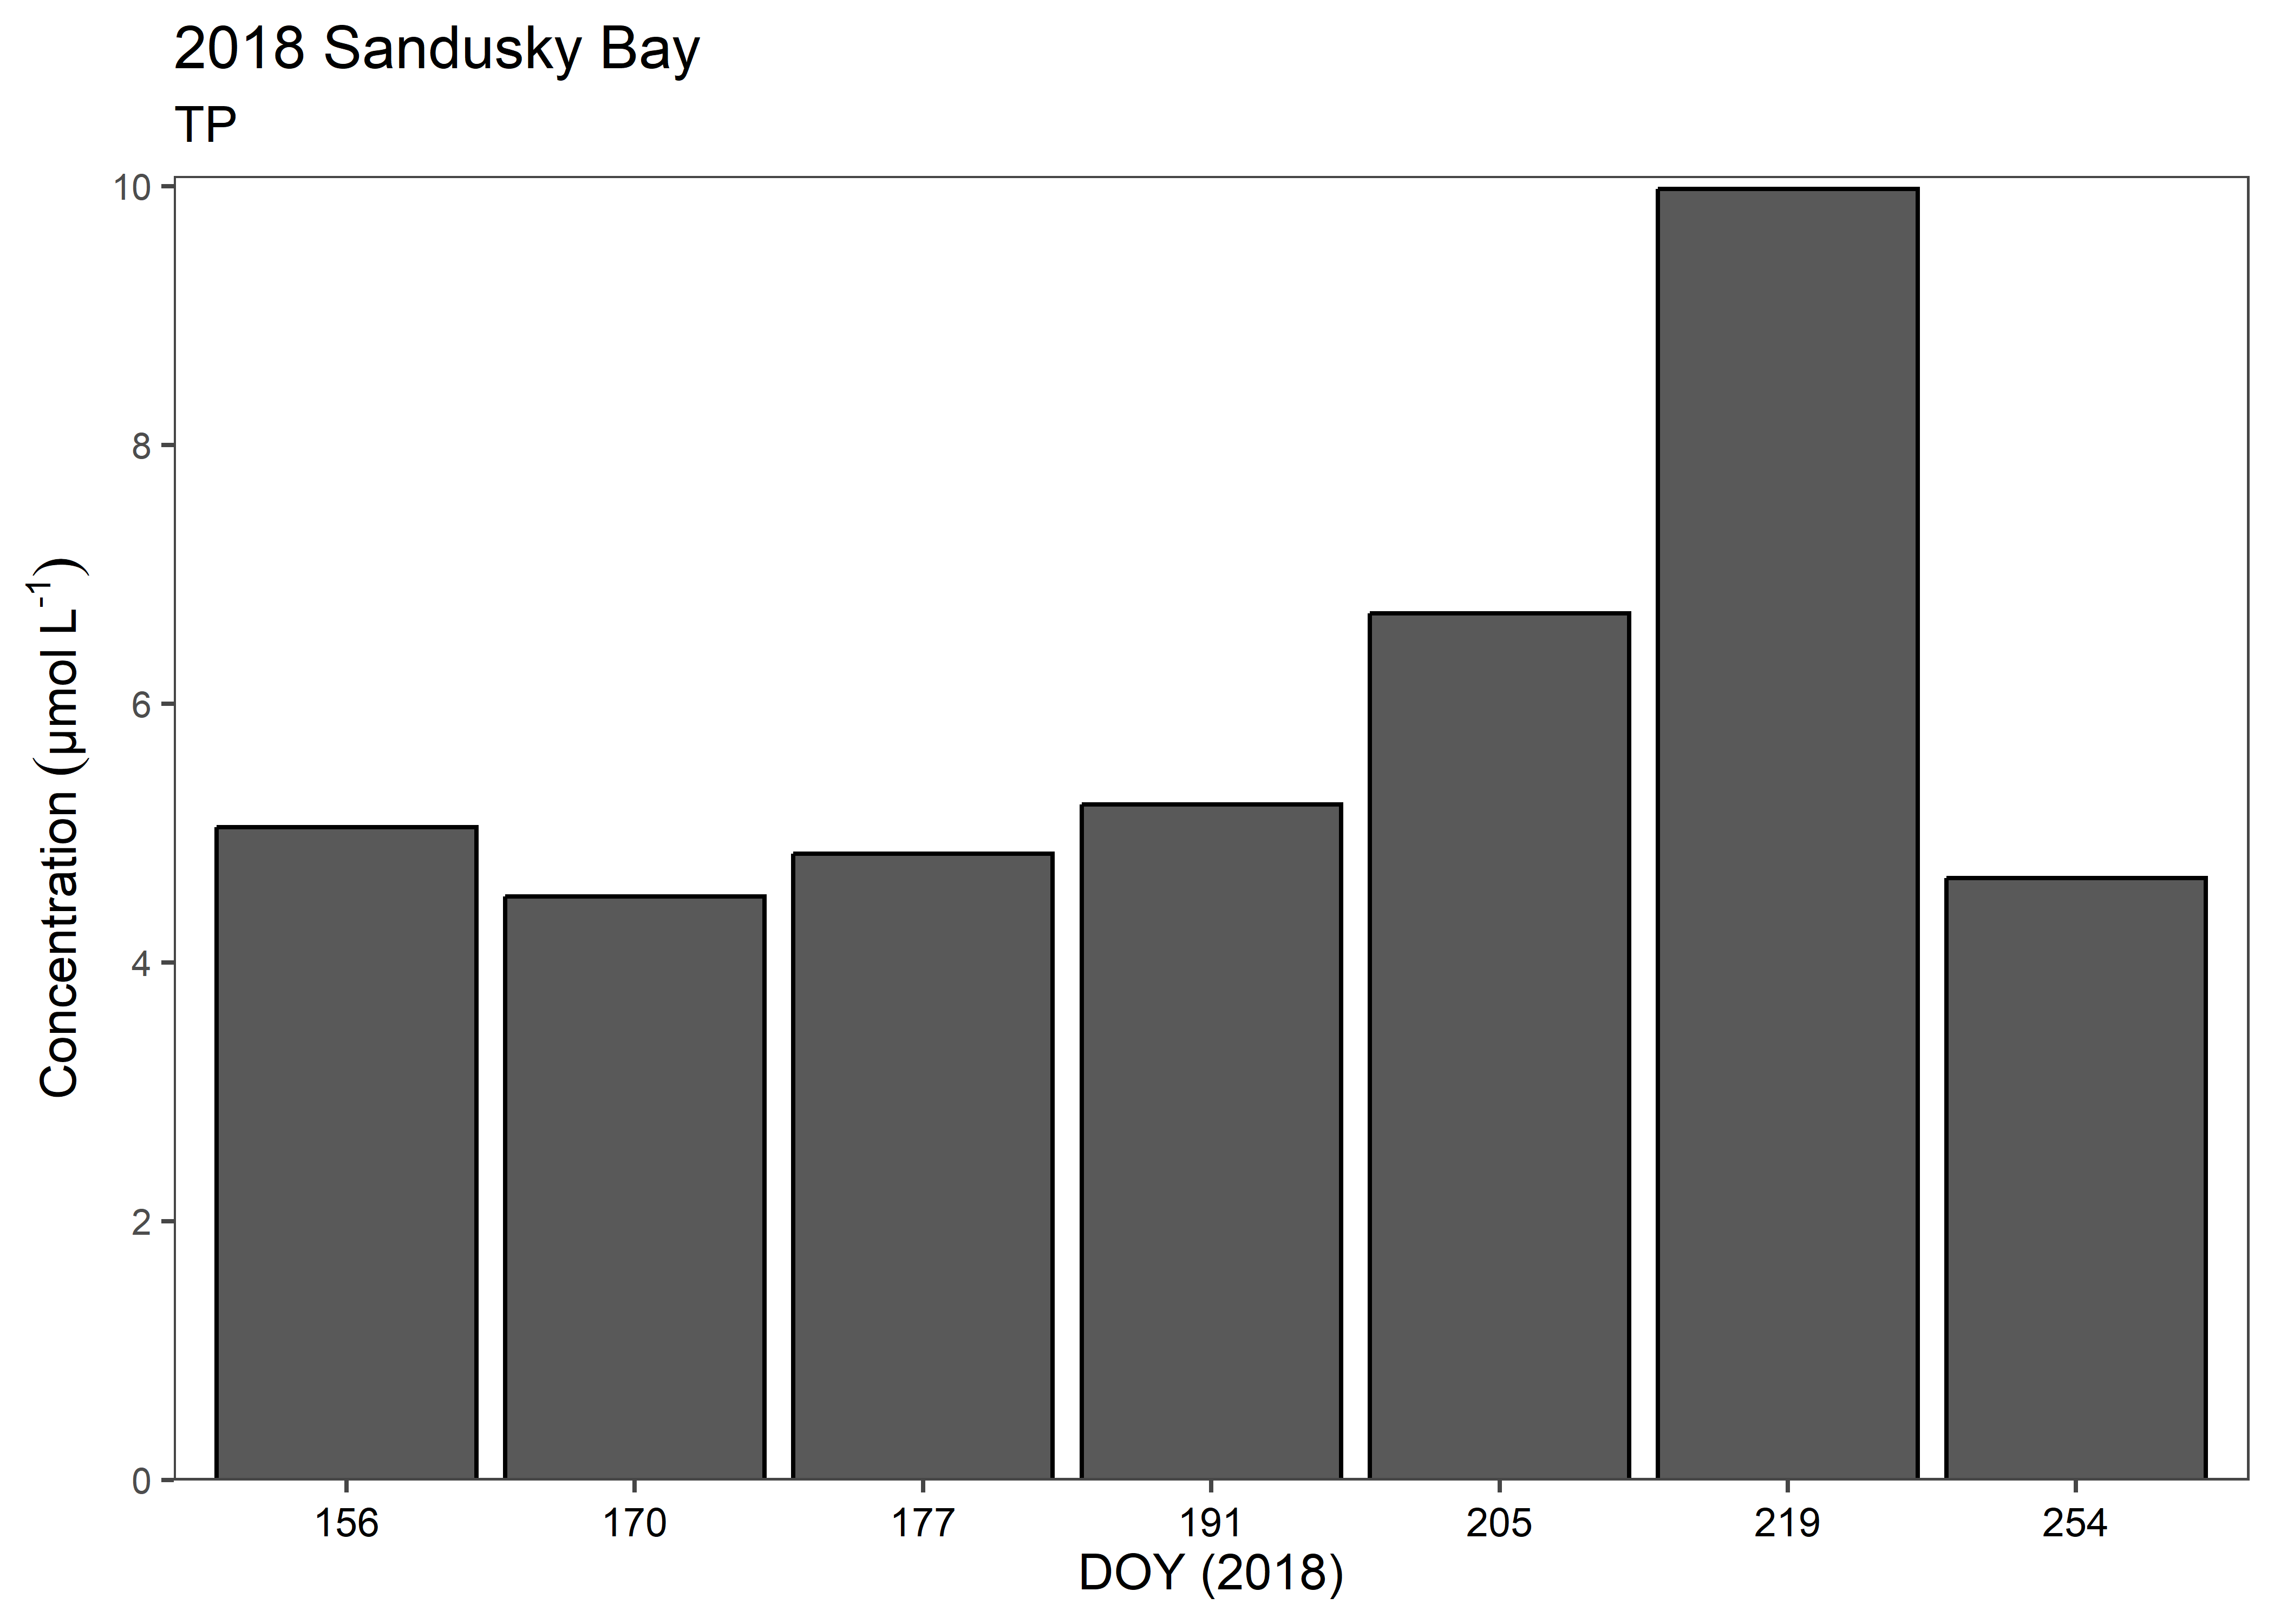 2018 Sandusky Bay
TP
Concentration (µmol L⁻¹)
10
8
6
4
2
0
156 170 177 191 205 219 254
DOY (2018)